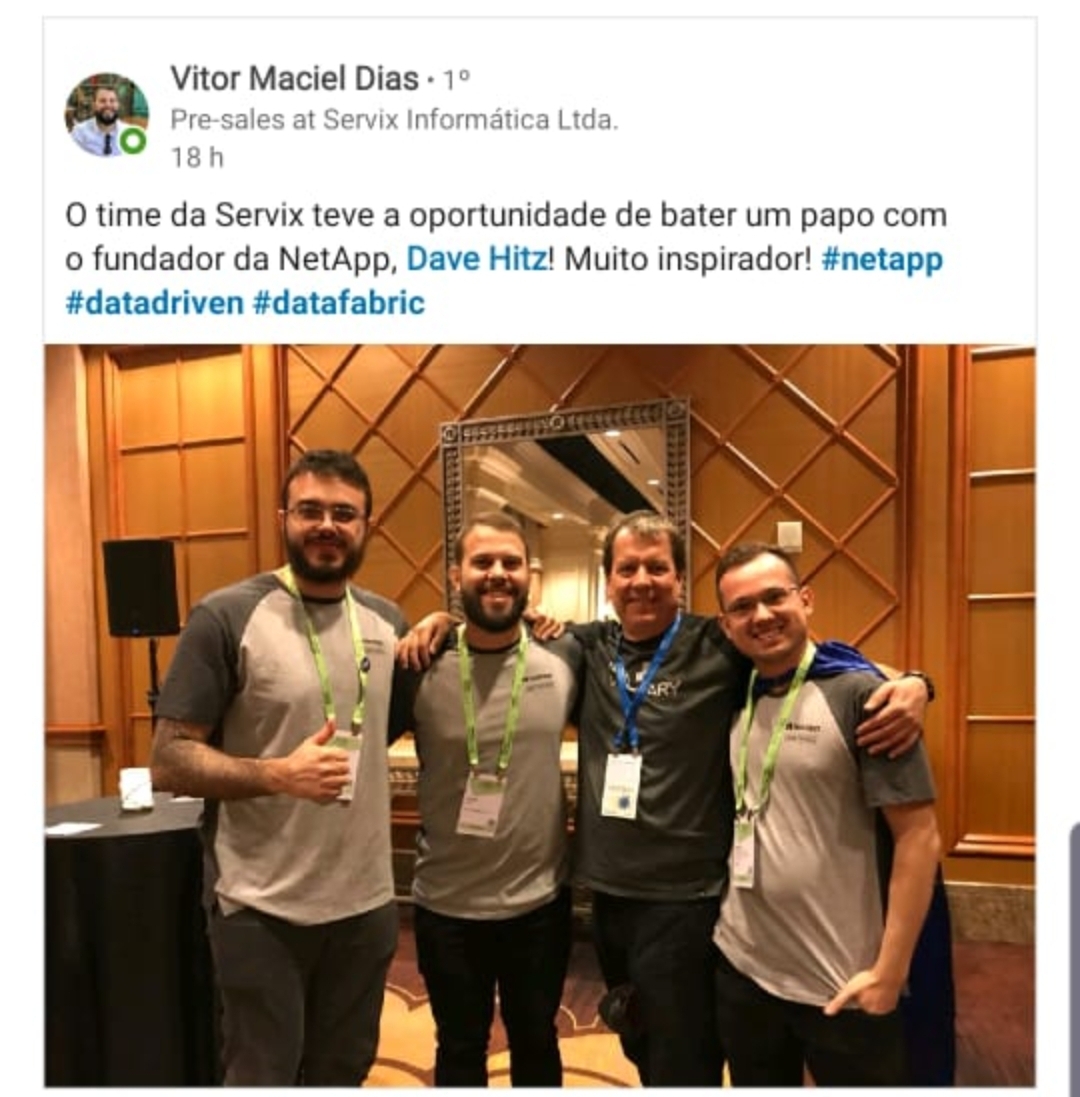 Vitor Maciel Dias • 1º
Pre-sales at Servix Informática Ltda.
18 h
O time da Servix teve a oportunidade de bater um papo com
o fundador da NetApp, Dave Hitz! Muito inspirador! #netapp
#datadriven #datafabric